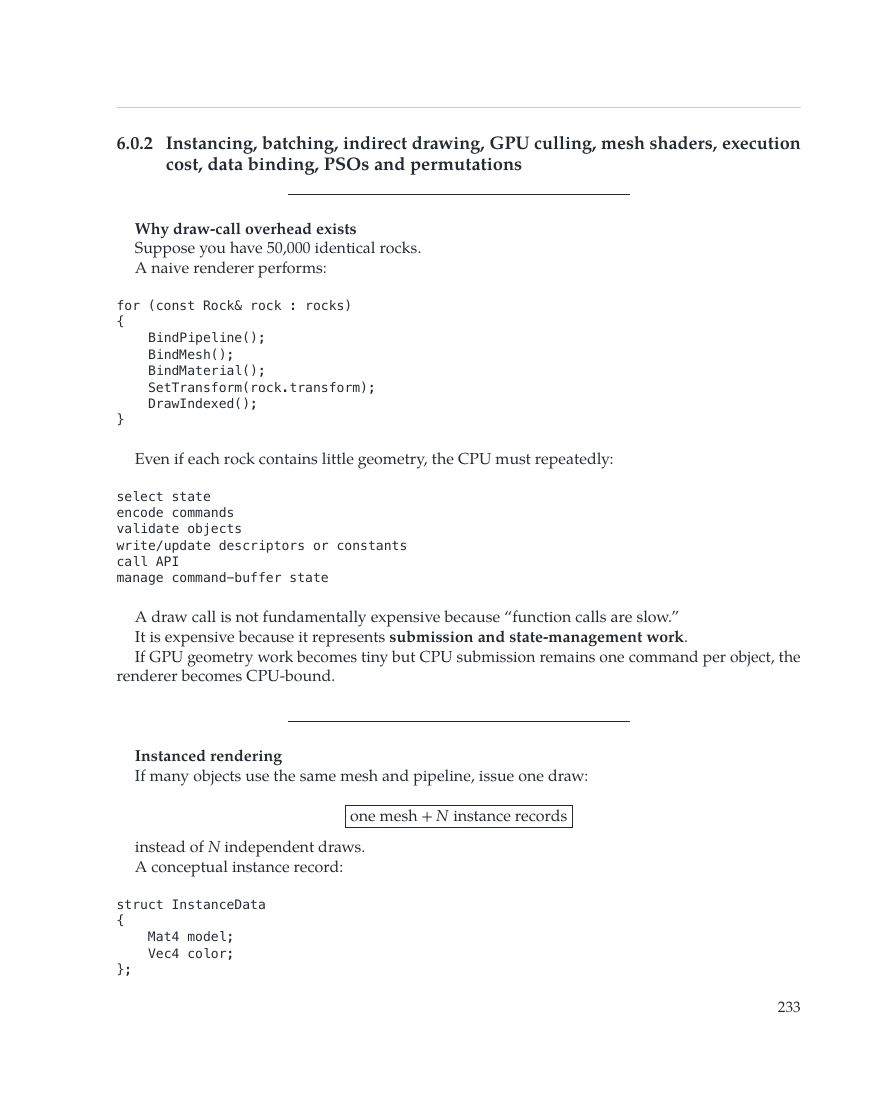 6.0.2 Instancing, batching, indirect drawing, GPU culling, mesh shaders, execution
cost, data binding, PSOs and permutations
Why draw-call overhead exists
Suppose you have 50,000 identical rocks.
A naive renderer performs:
for (const Rock& rock : rocks)
{
    BindPipeline();
    BindMesh();
    BindMaterial();
    SetTransform(rock.transform);
    DrawIndexed();
}
Even if each rock contains little geometry, the CPU must repeatedly:
select state
encode commands
validate objects
write/update descriptors or constants
call API
manage command-buffer state
A draw call is not fundamentally expensive because “function calls are slow.”
It is expensive because it represents submission and state-management work.
If GPU geometry work becomes tiny but CPU submission remains one command per object, the
renderer becomes CPU-bound.
Instanced rendering
If many objects use the same mesh and pipeline, issue one draw:
one mesh + N instance records
instead of N independent draws.
A conceptual instance record:
struct InstanceData
{
    Mat4 model;
    Vec4 color;
};
233